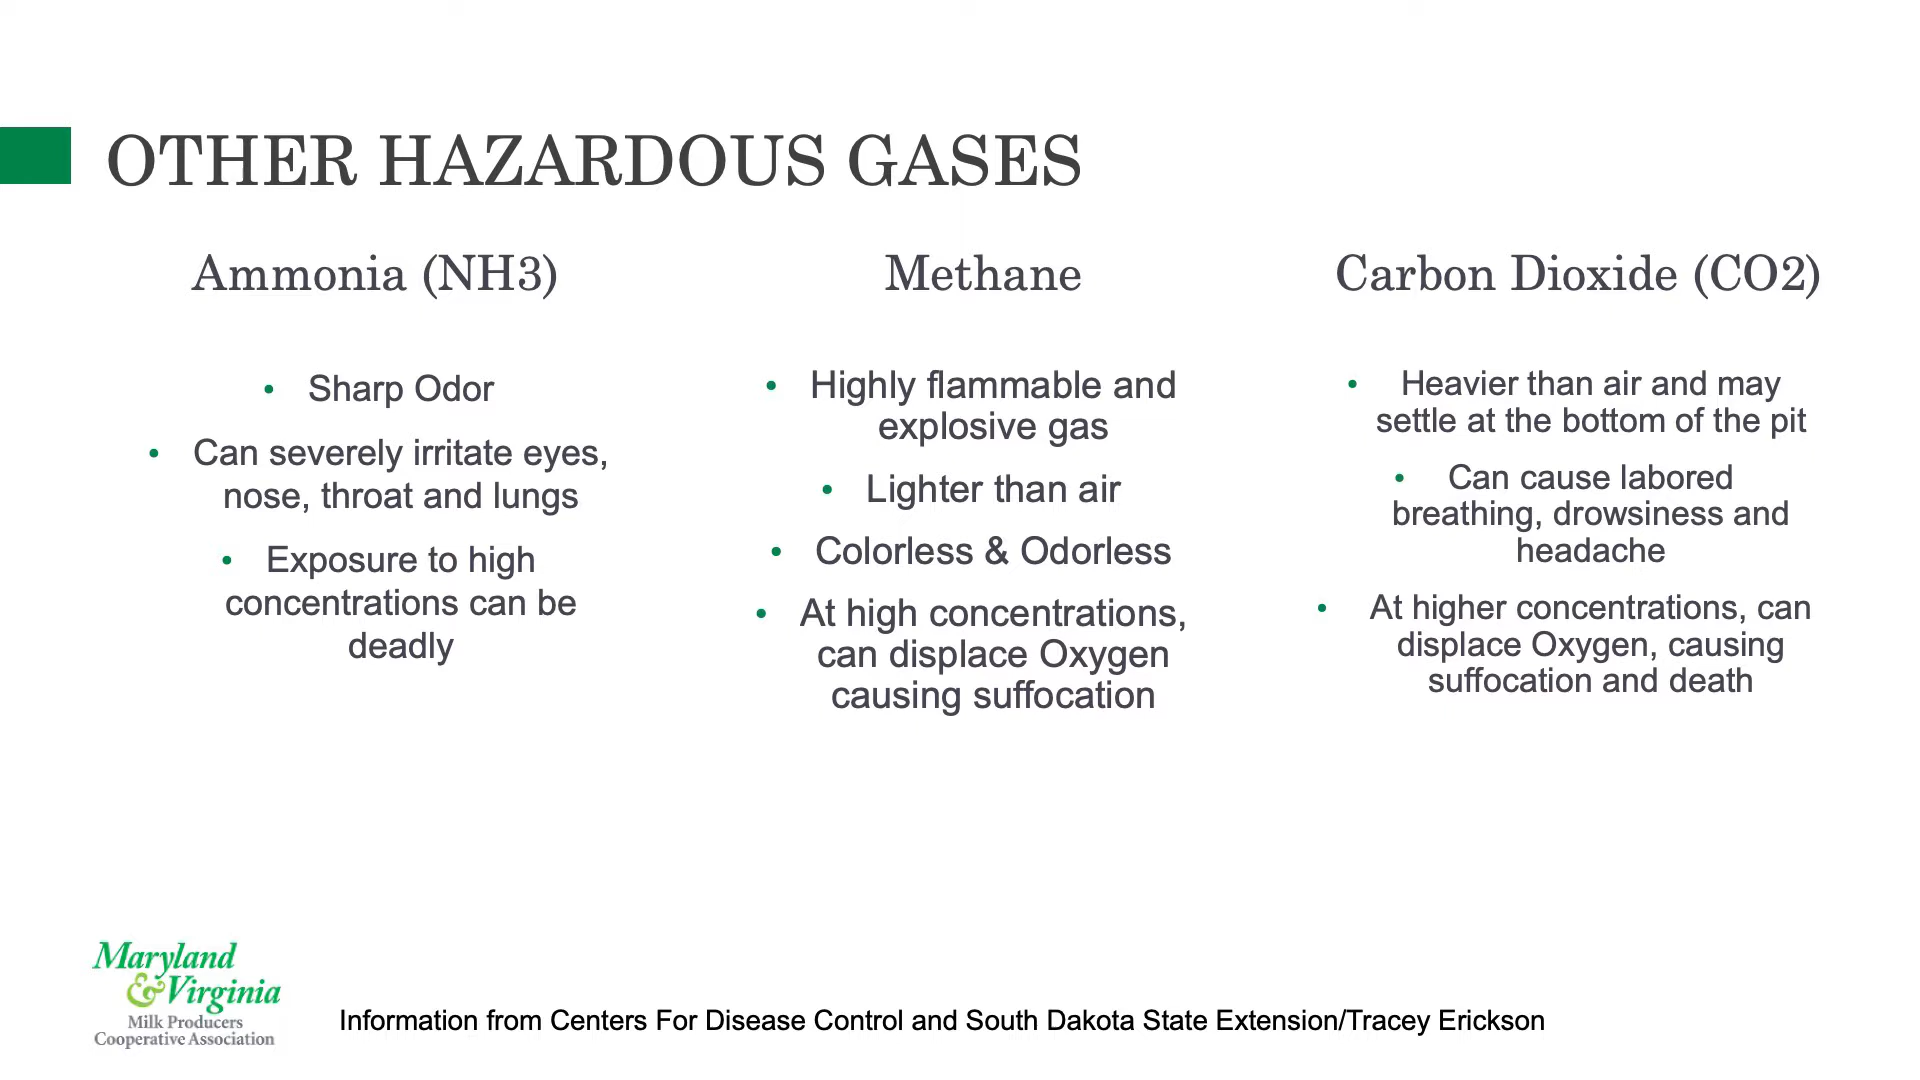 OTHER HAZARDOUS GASES
Ammonia (NH3)
• Sharp Odor
• Can severely irritate eyes,
nose, throat and lungs
• Exposure to high
concentrations can be
deadly
Methane
• Highly flammable and
explosive gas
• Lighter than air
• Colorless & Odorless
• At high concentrations,
can displace Oxygen
causing suffocation
Carbon Dioxide (CO2)
• Heavier than air and may
settle at the bottom of the pit
• Can cause labored
breathing, drowsiness and
headache
• At higher concentrations, can
displace Oxygen, causing
suffocation and death
Maryland
&Virginia
Milk Producers
Cooperative Association
Information from Centers For Disease Control and South Dakota State Extension/Tracey Erickson